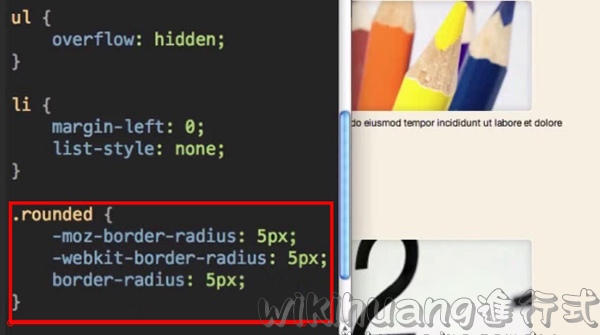 ul {
overflow: hidden;
}
li {
margin-left: 0;
list-style: none;
}
.rounded {
-moz-border-radius: 5px;
-webkit-border-radius: 5px;
border-radius: 5px;
}
do eiusmod tempor incididunt ut labore et dolore
2
wikihuang進行式